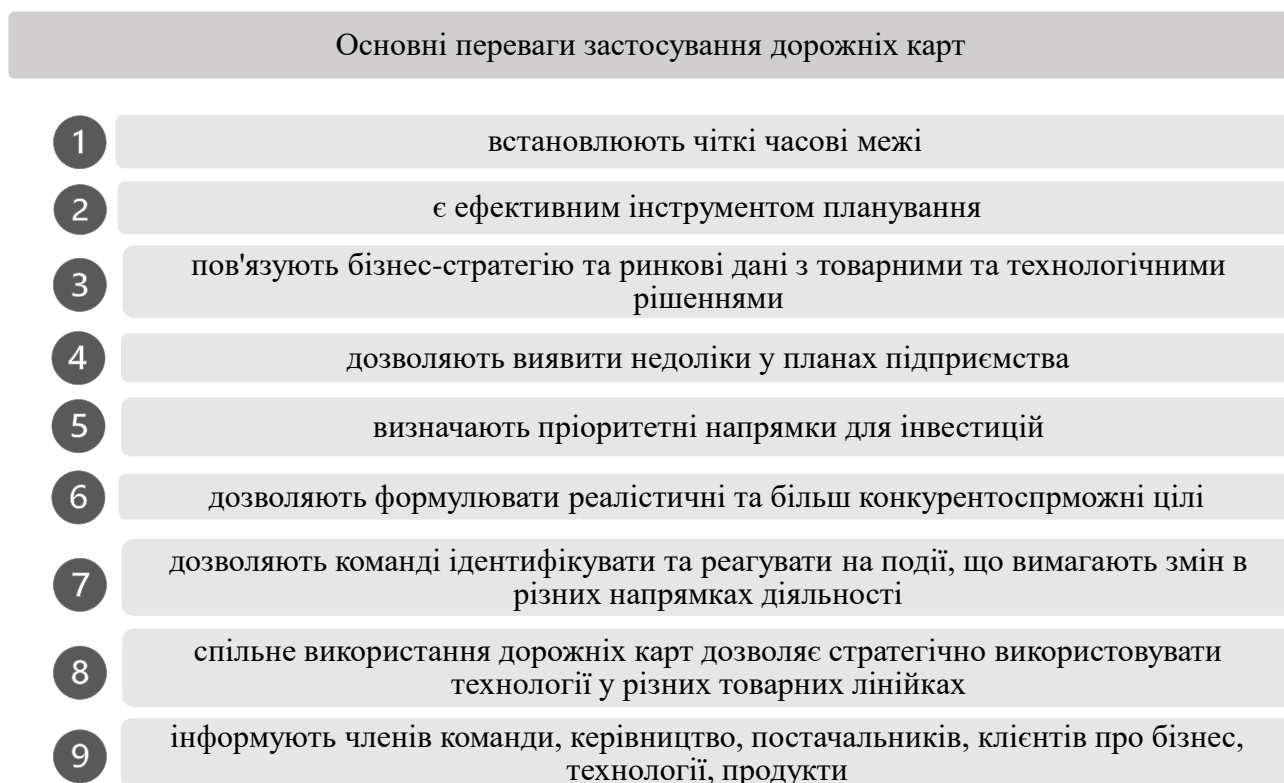 Основні переваги застосування дорожніх карт
1
встановлюють чіткі часові межі
2
є ефективним інструментом планування
3
пов'язують бізнес-стратегію та ринкові дані з товарними та технологічними
рішеннями
4
дозволяють виявити недоліки у планах підприємства
5
визначають пріоритетні напрямки для інвестицій
6
дозволяють формулювати реалістичні та більш конкурентоспрможні цілі
7
дозволяють команді ідентифікувати та реагувати на події, що вимагають змін в
різних напрямках діяльності
8
спільне використання дорожніх карт дозволяє стратегічно використовувати
технології у різних товарних лінійках
9
інформують членів команди, керівництво, постачальників, клієнтів про бізнес,
технології, продукти